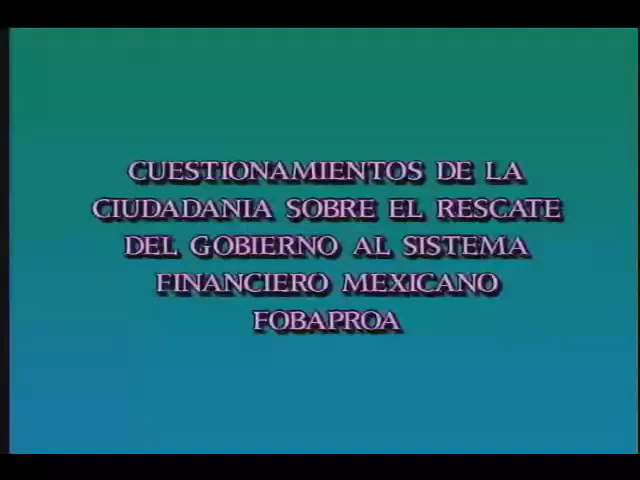 CUESTIONAMIENTOS DE LA
CIUDADANIA SOBRE EL RESCATE
DEL GOBIERNO AL SISTEMA
FINANCIERO MEXICANO
FOBAPROA